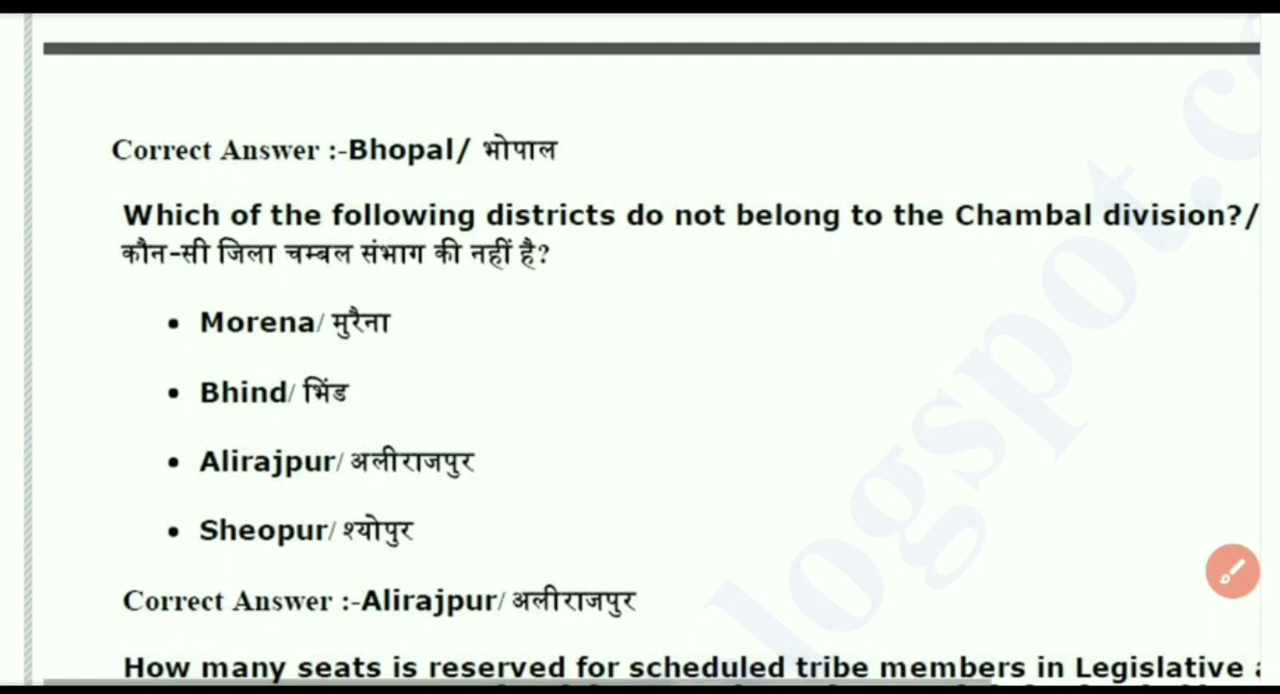 Correct Answer :-Bhopal/ भोपाल
Which of the following districts do not belong to the Chambal division?/
कौन-सी जिला चम्बल संभाग की नहीं है?
• Morena/ मुरैना
• Bhind/ भिंड
• Alirajpur/ अलीराजपुर
• Sheopur/ श्योपुर
Correct Answer :-Alirajpur/ अलीराजपुर
How many seats is reserved for scheduled tribe members in Legislative
logspot.c